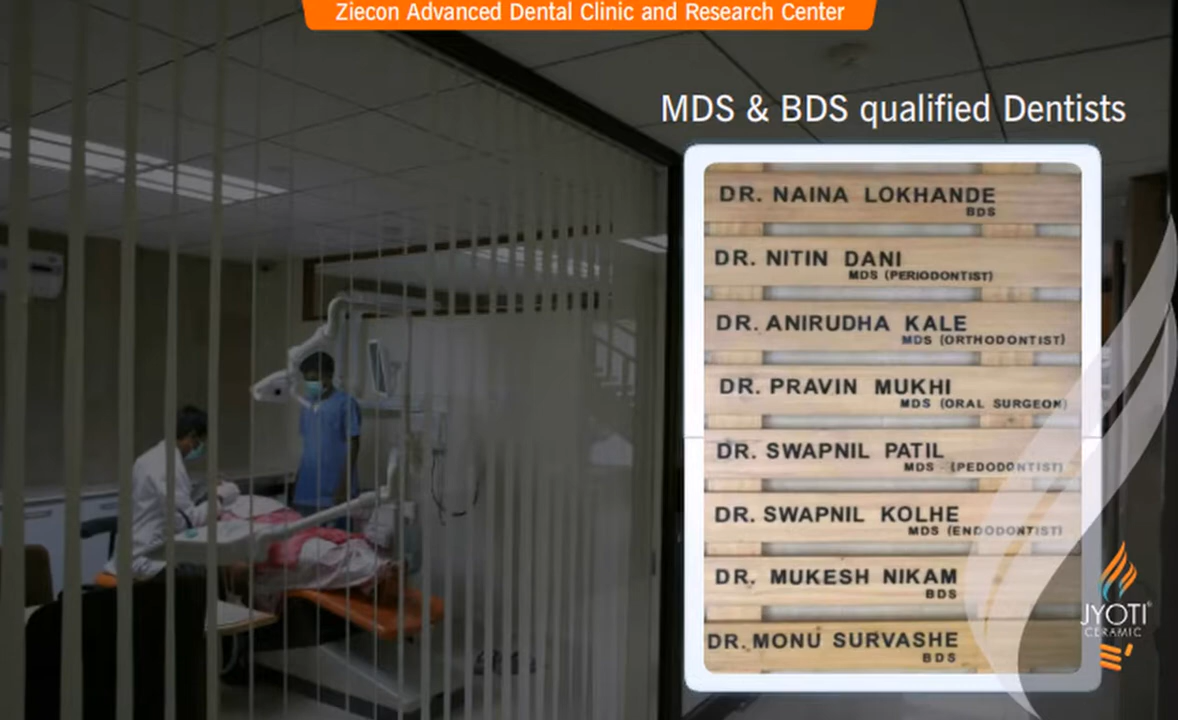 Ziecon Advanced Dental Clinic and Research Center
MDS & BDS qualified Dentists
DR. NAINA LOKHANDE
BDS
DR. NITIN DANI
MDS (PERIODONTIST)
DR. ANIRUDHA KALE
MDS (ORTHODONTIST)
DR. PRAVIN MUKHI
MDS (ORAL SURGEON)
DR. SWAPNIL PATIL
MDS (PEDODONTIST)
DR. SWAPNIL KOLHE
MDS (ENDODONTIST)
DR. MUKESH NIKAM
BDS
DR. MONU SURVASHE
BDS
JYOTI®
CERAMIC